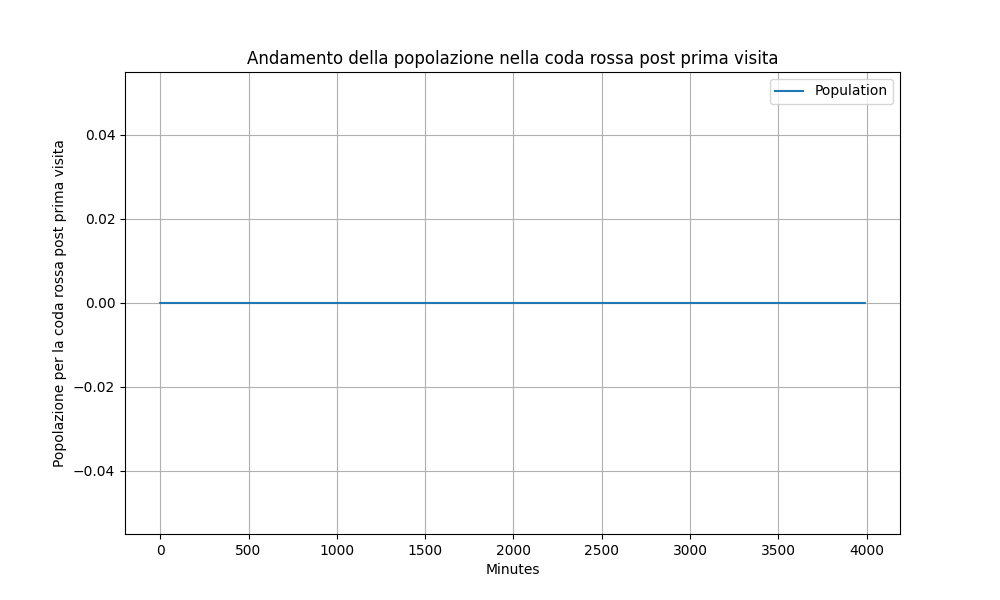 Andamento della popolazione nella coda rossa post prima visita
Population
Popolazione per la coda rossa post prima visita
0.04
0.02
0.00
−0.02
−0.04
0 500 1000 1500 2000 2500 3000 3500 4000
Minutes